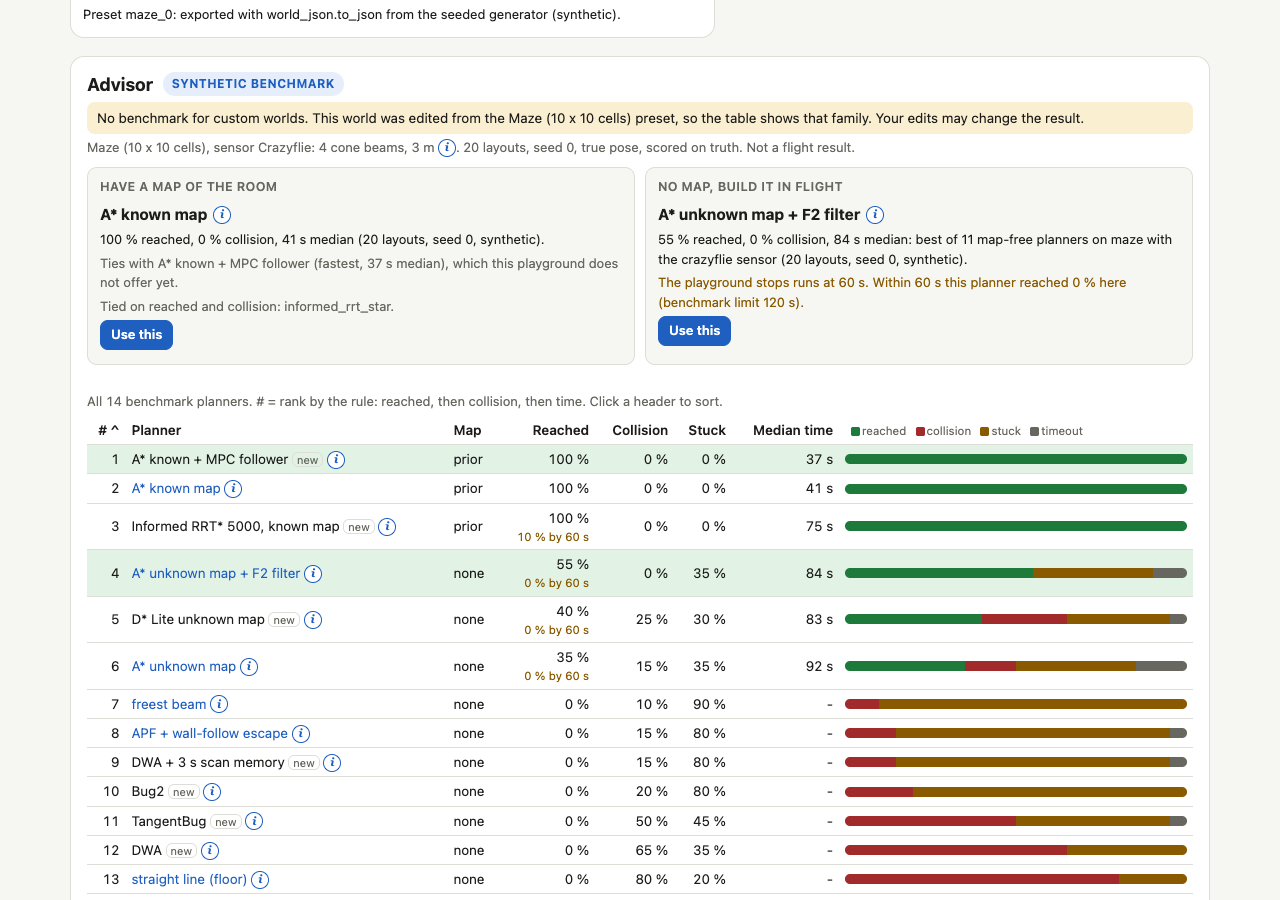 Preset maze_0: exported with world_json.to_json from the seeded generator (synthetic).
Advisor SYNTHETIC BENCHMARK
No benchmark for custom worlds. This world was edited from the Maze (10 x 10 cells) preset, so the table shows that family. Your edits may change the result.
Maze (10 x 10 cells), sensor Crazyflie: 4 cone beams, 3 m i. 20 layouts, seed 0, true pose, scored on truth. Not a flight result.
HAVE A MAP OF THE ROOM
A* known map i
100 % reached, 0 % collision, 41 s median (20 layouts, seed 0, synthetic).
Ties with A* known + MPC follower (fastest, 37 s median), which this playground does
not offer yet.
Tied on reached and collision: informed_rrt_star.
Use this
NO MAP, BUILD IT IN FLIGHT
A* unknown map + F2 filter i
55 % reached, 0 % collision, 84 s median: best of 11 map-free planners on maze with
the crazyflie sensor (20 layouts, seed 0, synthetic).
The playground stops runs at 60 s. Within 60 s this planner reached 0 % here
(benchmark limit 120 s).
Use this
All 14 benchmark planners. # = rank by the rule: reached, then collision, then time. Click a header to sort.
# ^ Planner Map Reached Collision Stuck Median time reached collision stuck timeout
1 A* known + MPC follower new i prior 100 % 0 % 0 % 37 s
2 A* known map i prior 100 % 0 % 0 % 41 s
3 Informed RRT* 5000, known map new i prior 100 % 0 % 0 % 75 s
10 % by 60 s
4 A* unknown map + F2 filter i none 55 % 0 % 35 % 84 s
0 % by 60 s
5 D* Lite unknown map new i none 40 % 25 % 30 % 83 s
0 % by 60 s
6 A* unknown map i none 35 % 15 % 35 % 92 s
0 % by 60 s
7 freest beam i none 0 % 10 % 90 % -
8 APF + wall-follow escape i none 0 % 15 % 80 % -
9 DWA + 3 s scan memory new i none 0 % 15 % 80 % -
10 Bug2 new i none 0 % 20 % 80 % -
11 TangentBug new i none 0 % 50 % 45 % -
12 DWA new i none 0 % 65 % 35 % -
13 straight line (floor) i none 0 % 80 % 20 % -